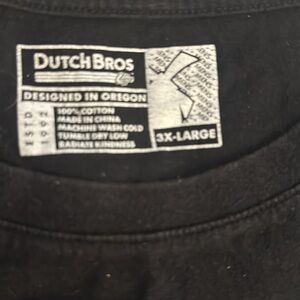 DUTCH BROS
DESIGNED IN OREGON
ESTD 1992
100% COTTON
MADE IN CHINA
MACHINE WASH COLD
TUMBLE DRY LOW
RADIATE KINDNESS
3X-LARGE